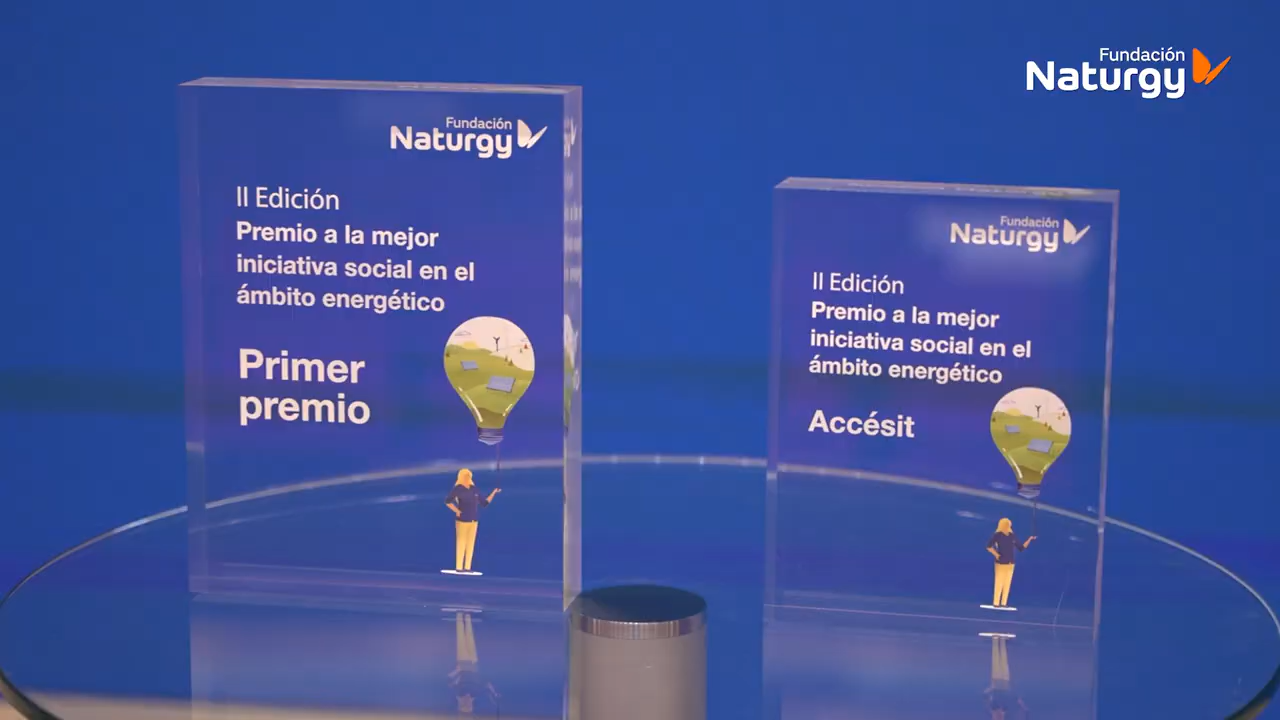 Fundación
Naturgy
Fundación
Naturgy
II Edición
Premio a la mejor
iniciativa social en el
ámbito energético
Primer
premio
Fundación
Naturgy
II Edición
Premio a la mejor
iniciativa social en el
ámbito energético
Accésit